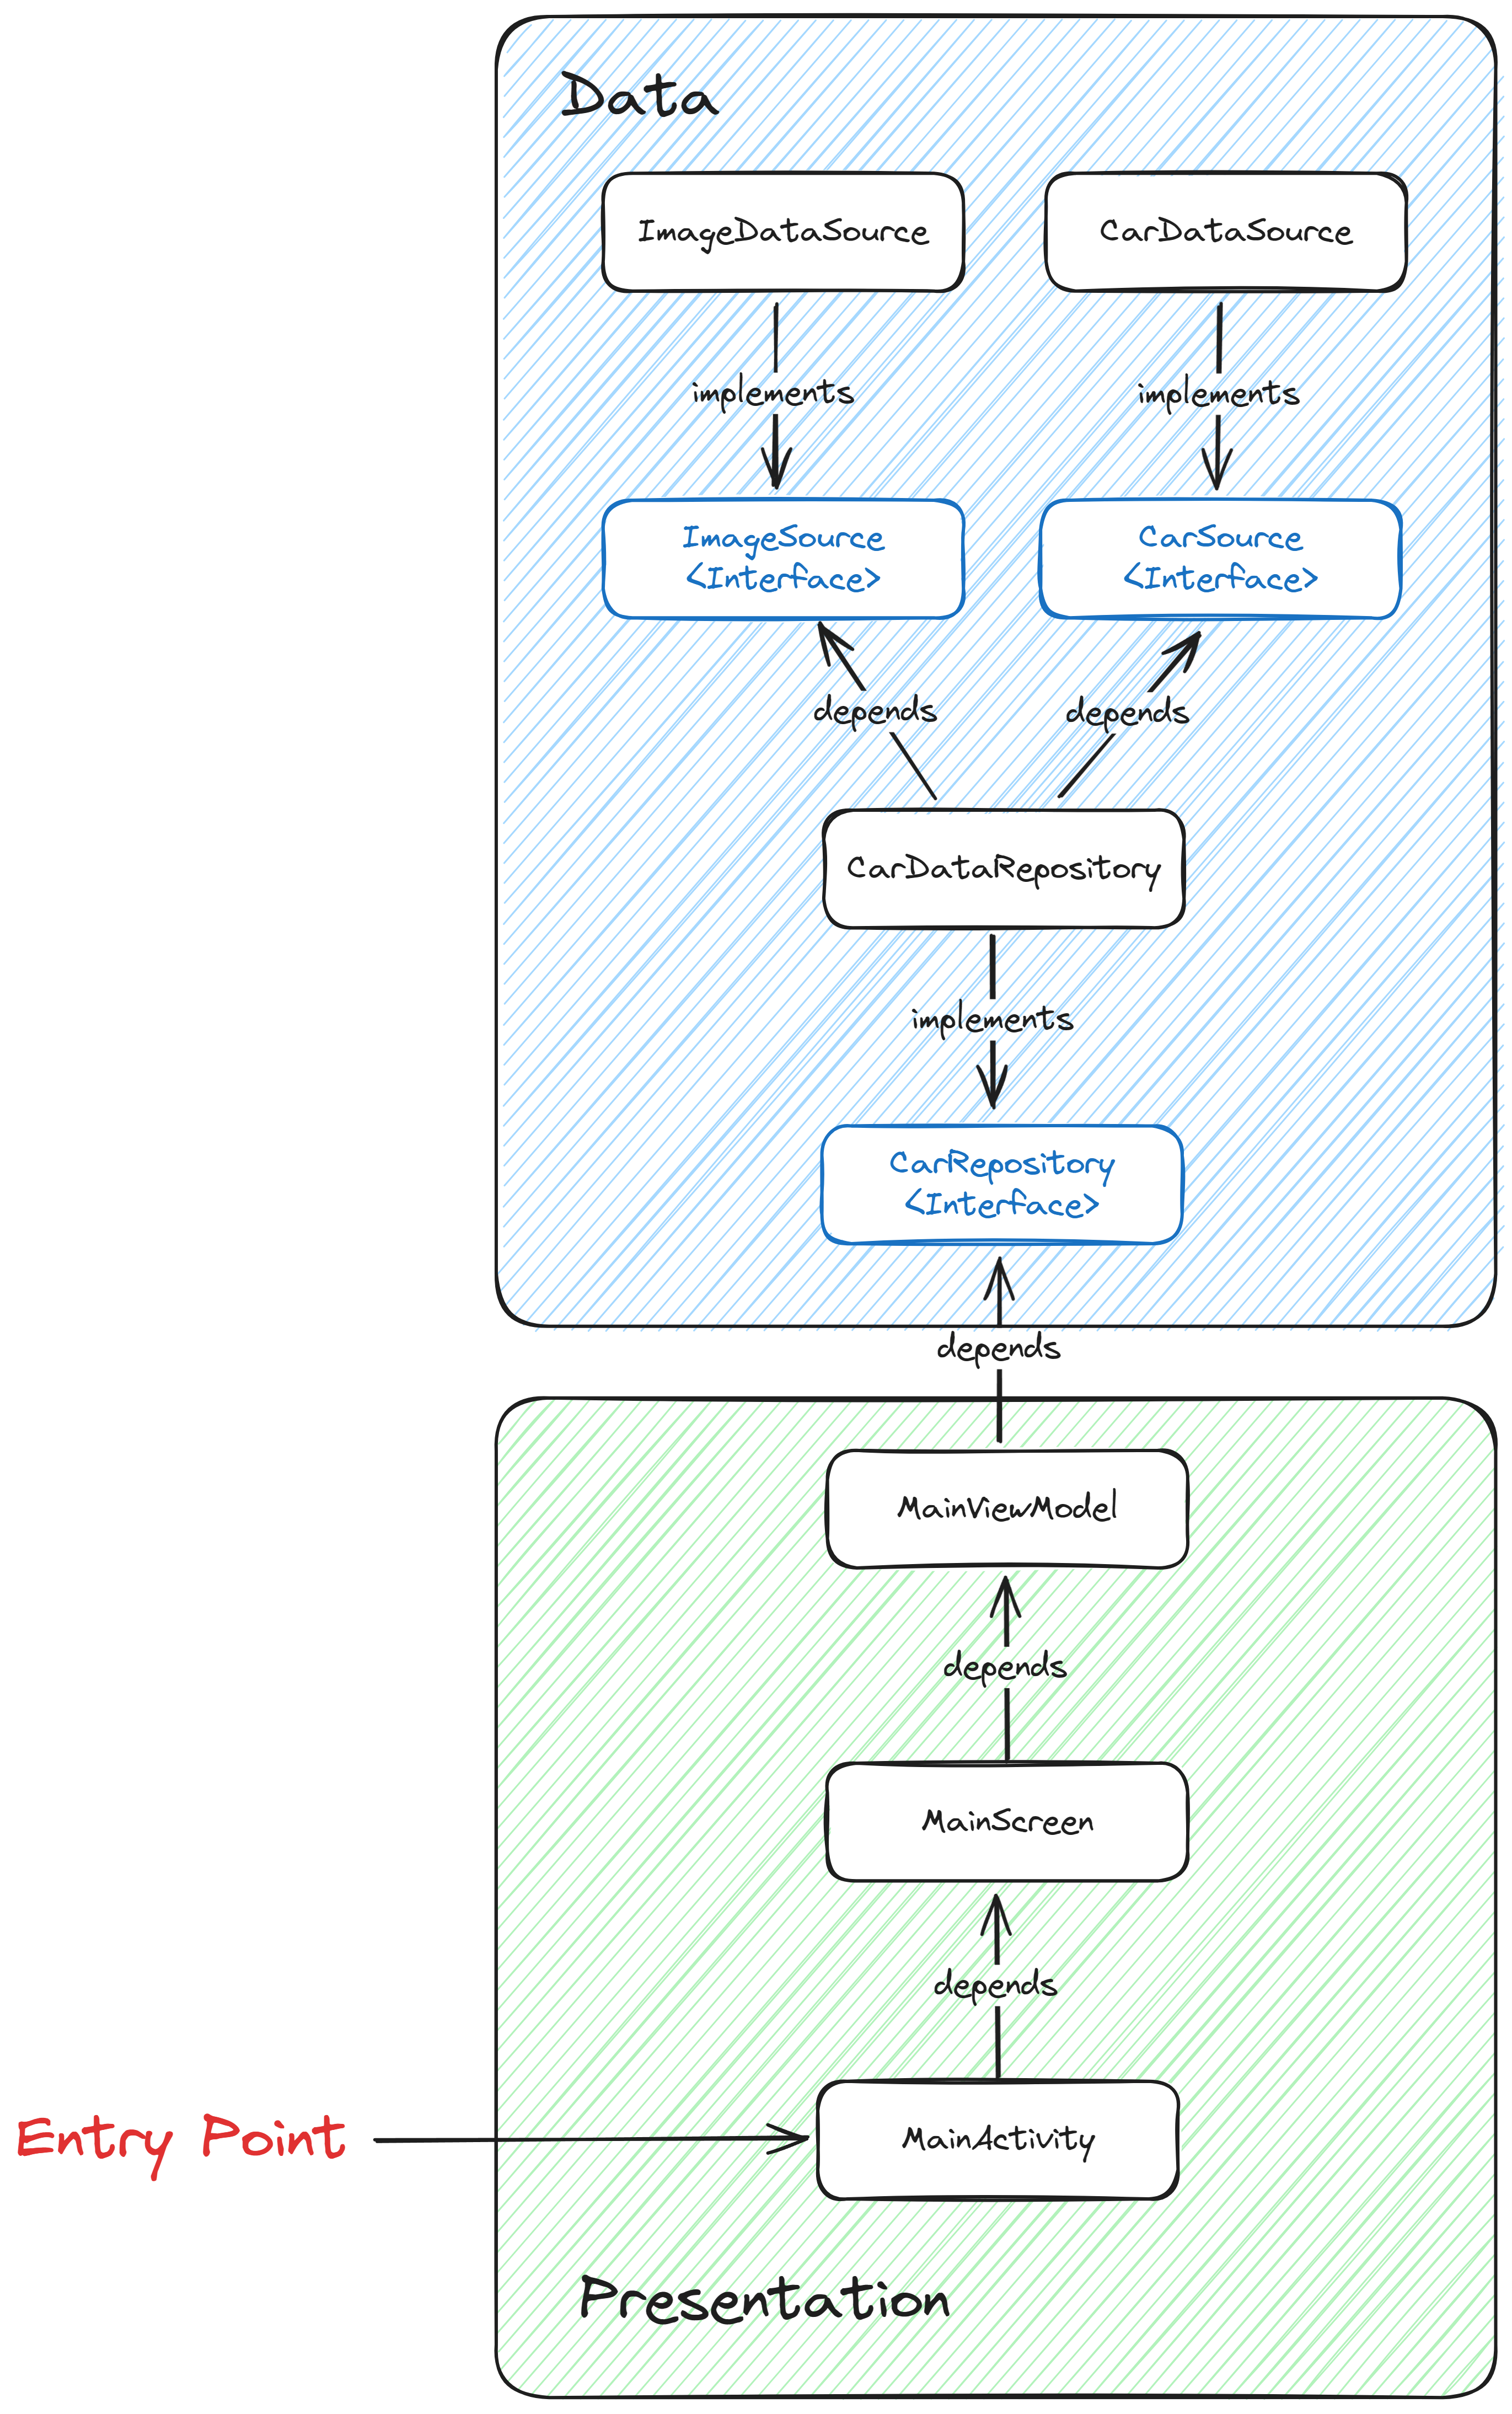 Data
ImageDataSource
CarDataSource
implements
implements
ImageSource
<Interface>
CarSource
<Interface>
depends
depends
CarDataRepository
implements
CarRepository
<Interface>
depends
MainViewModel
depends
MainScreen
depends
Entry Point
MainActivity
Presentation